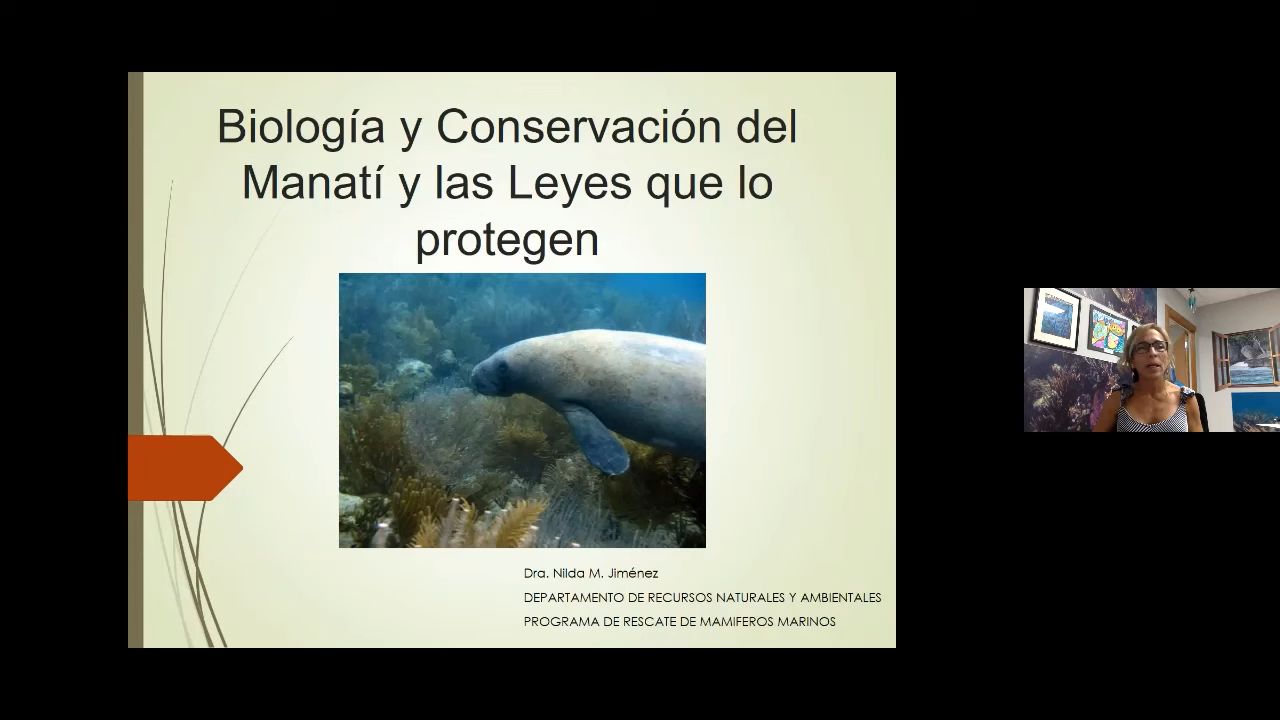 Biología y Conservación del
Manatí y las Leyes que lo
protegen
Dra. Nilda M. Jiménez
DEPARTAMENTO DE RECURSOS NATURALES Y AMBIENTALES
PROGRAMA DE RESCATE DE MAMIFEROS MARINOS